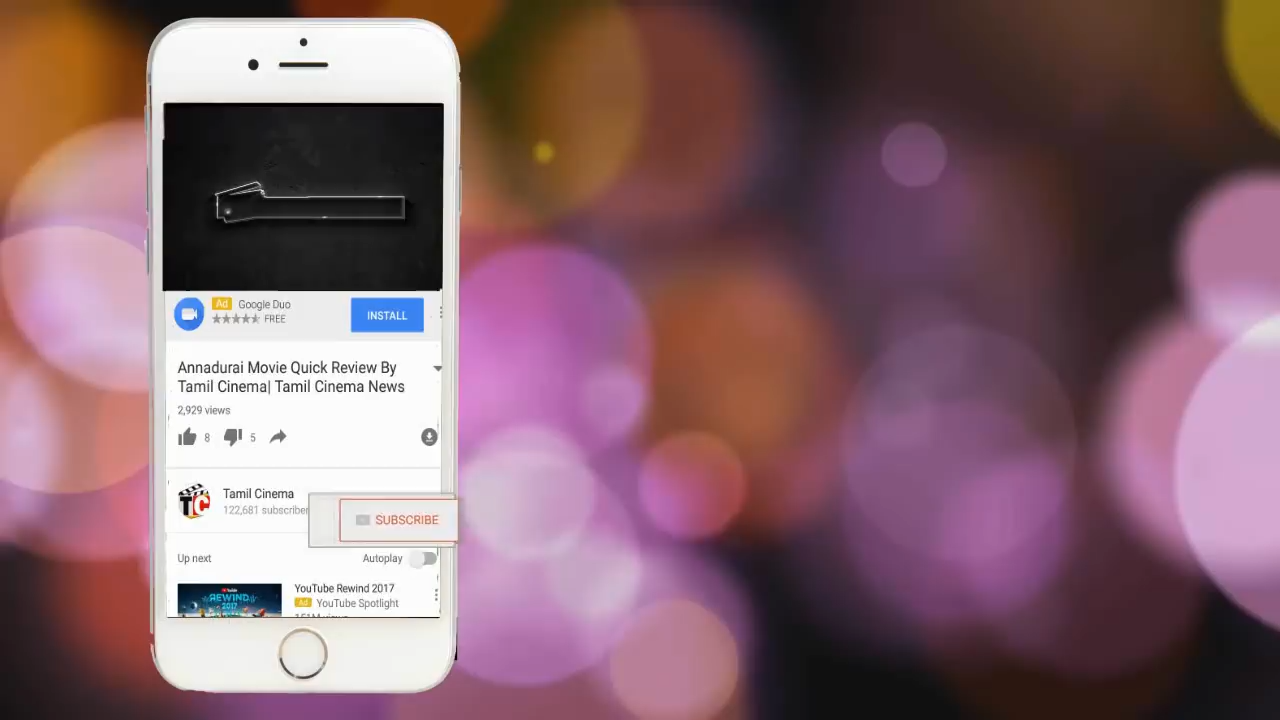 Ad Google Duo
FREE
INSTALL
Annadurai Movie Quick Review By
Tamil Cinema| Tamil Cinema News
2,929 views
8 5
TC
Tamil Cinema
122,681 subscriber
SUBSCRIBE
Up next
Autoplay
YouTube Rewind 2017
Ad YouTube Spotlight
REWIND
2017